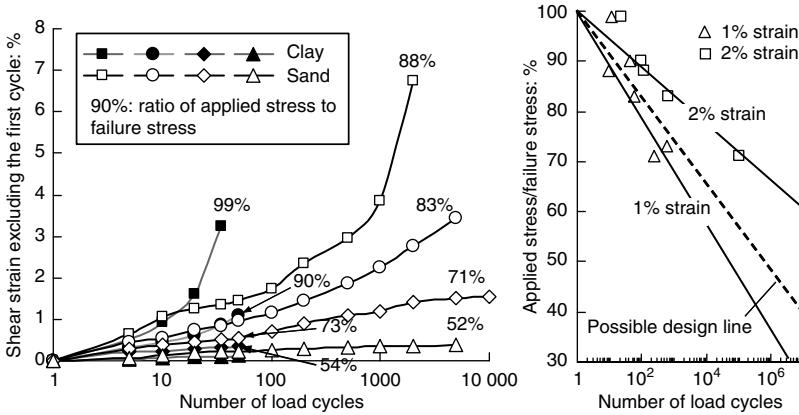 Shear strain excluding the first cycle: %
8
7
6
5
4
3
2
1
0
Clay
Sand
90%: ratio of applied stress to
failure stress
88%
99%
83%
90%
71%
73%
52%
54%
1
10
100
1000
10 000
Number of load cycles
Applied stress/failure stress: %
100
90
80
70
60
50
40
30
1% strain
2% strain
2% strain
1% strain
Possible design line
1
10²
10⁴
10⁶
Number of load cycles